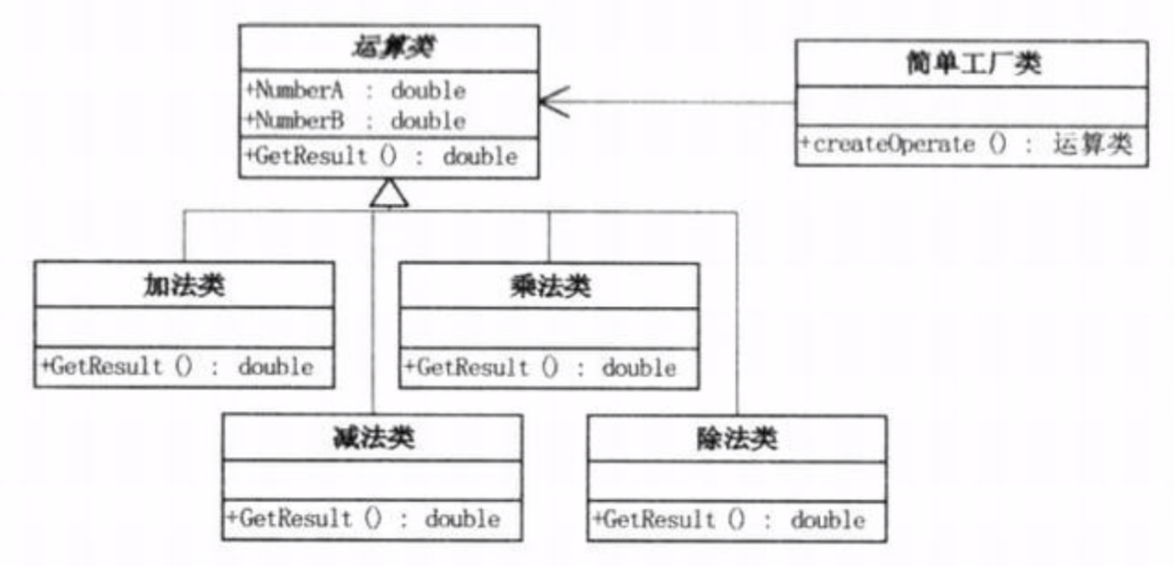 运算类
+NumberA : double
+NumberB : double
+GetResult () : double
简单工厂类
+createOperate () : 运算类
加法类
+GetResult () : double
乘法类
+GetResult () : double
减法类
+GetResult () : double
除法类
+GetResult () : double